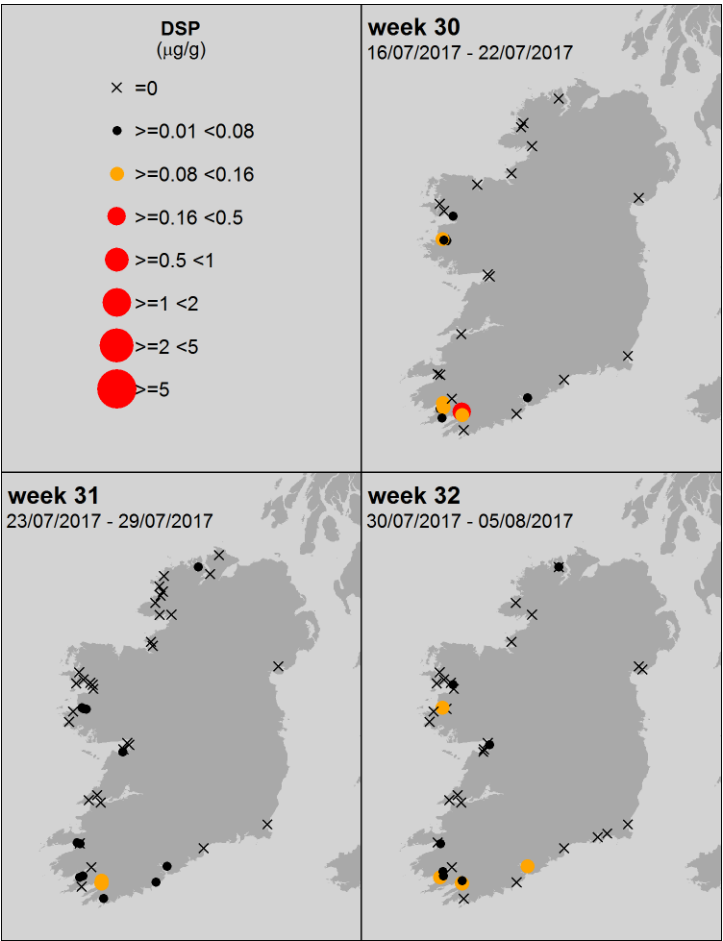 DSP
(μg/g)
=0
>=0.01 <0.08
>=0.08 <0.16
>=0.16 <0.5
>=0.5 <1
>=1 <2
>=2 <5
>=5
week 30
16/07/2017 - 22/07/2017
week 31
23/07/2017 - 29/07/2017
week 32
30/07/2017 - 05/08/2017